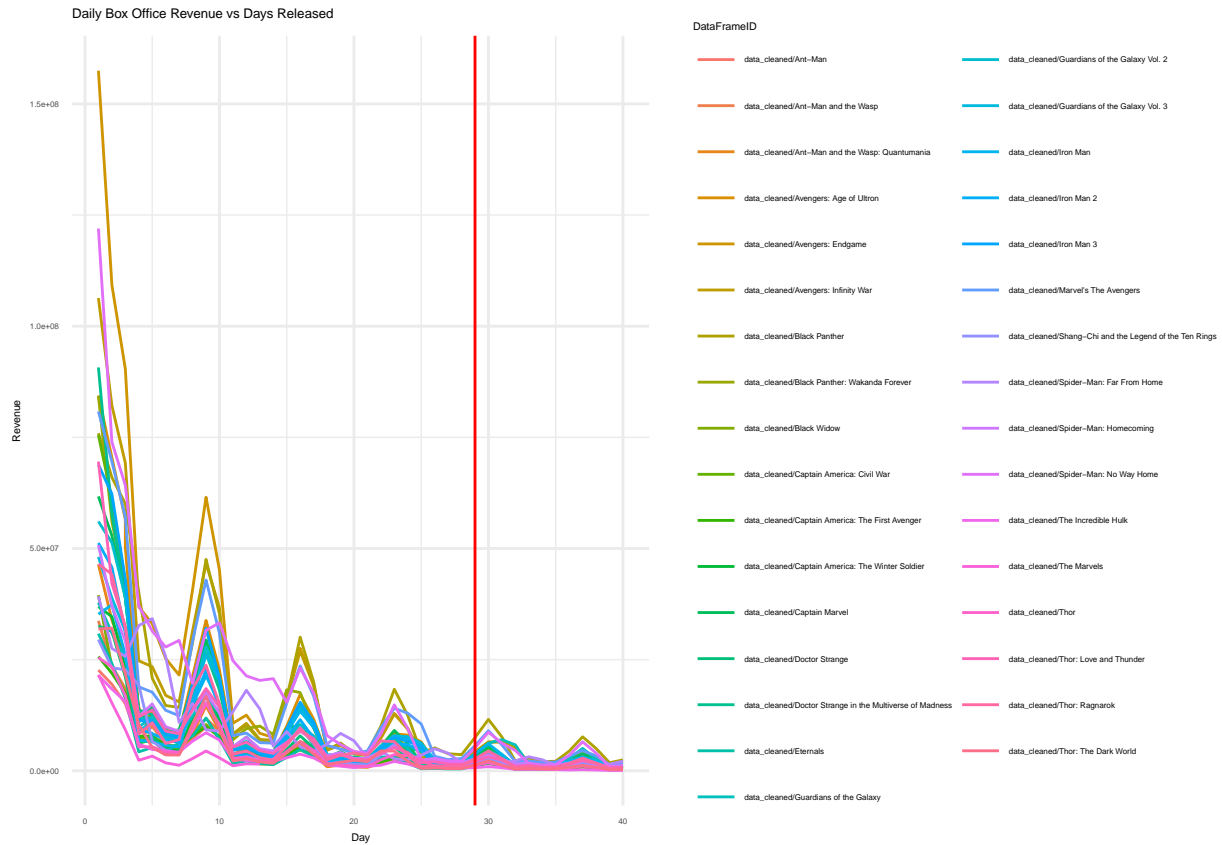 Daily Box Office Revenue vs Days Released
Revenue
1.5e+08
1.0e+08
5.0e+07
0.0e+00
0
10
20
30
40
Day
DataFrameID
data_cleaned/Ant−Man
data_cleaned/Ant−Man and the Wasp
data_cleaned/Ant−Man and the Wasp: Quantumania
data_cleaned/Avengers: Age of Ultron
data_cleaned/Avengers: Endgame
data_cleaned/Avengers: Infinity War
data_cleaned/Black Panther
data_cleaned/Black Panther: Wakanda Forever
data_cleaned/Black Widow
data_cleaned/Captain America: Civil War
data_cleaned/Captain America: The First Avenger
data_cleaned/Captain America: The Winter Soldier
data_cleaned/Captain Marvel
data_cleaned/Doctor Strange
data_cleaned/Doctor Strange in the Multiverse of Madness
data_cleaned/Eternals
data_cleaned/Guardians of the Galaxy
data_cleaned/Guardians of the Galaxy Vol. 2
data_cleaned/Guardians of the Galaxy Vol. 3
data_cleaned/Iron Man
data_cleaned/Iron Man 2
data_cleaned/Iron Man 3
data_cleaned/Marvel's The Avengers
data_cleaned/Shang−Chi and the Legend of the Ten Rings
data_cleaned/Spider−Man: Far From Home
data_cleaned/Spider−Man: Homecoming
data_cleaned/Spider−Man: No Way Home
data_cleaned/The Incredible Hulk
data_cleaned/The Marvels
data_cleaned/Thor
data_cleaned/Thor: Love and Thunder
data_cleaned/Thor: Ragnarok
data_cleaned/Thor: The Dark World